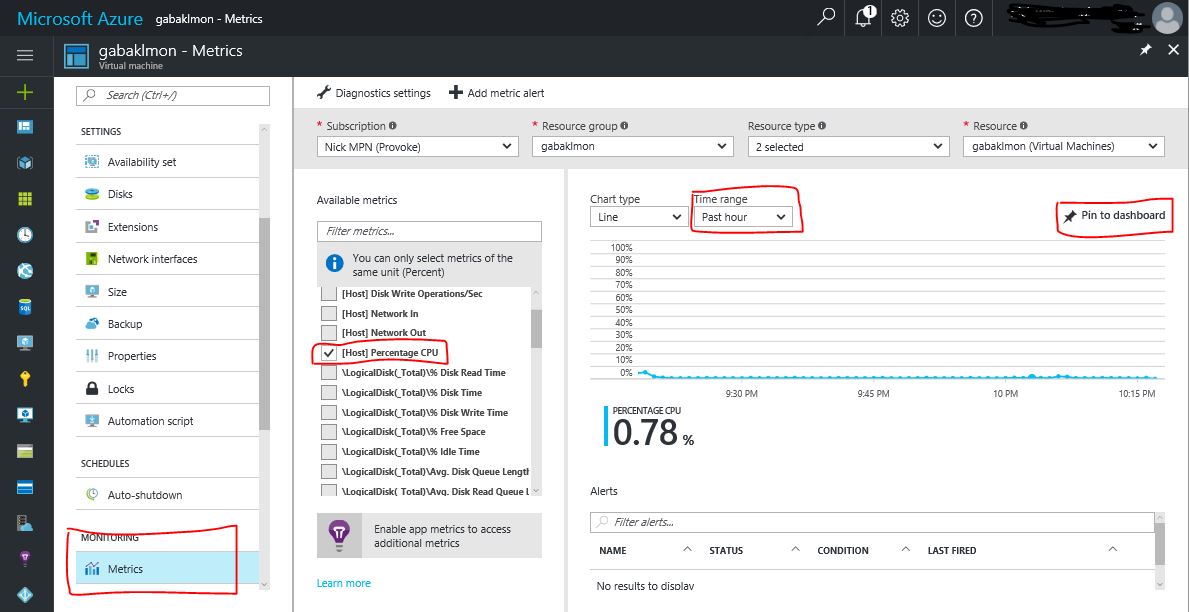 Microsoft Azure gabaklmon - Metrics
1
gabaklmon - Metrics
Virtual machine
Search (Ctrl+/)
SETTINGS
Availability set
Disks
Extensions
Network interfaces
Size
Backup
Properties
Locks
Automation script
SCHEDULES
Auto-shutdown
MONITORING
Metrics
Diagnostics settings Add metric alert
* Subscription * Resource group Resource type * Resource
Nick MPN (Provoke) gabaklmon 2 selected gabaklmon (Virtual Machines)
Available metrics
Filter metrics...
You can only select metrics of the
same unit (Percent)
[Host] Disk Write Operations/Sec
[Host] Network In
[Host] Network Out
[Host] Percentage CPU
\LogicalDisk(_Total)\% Disk Read Time
\LogicalDisk(_Total)\% Disk Time
\LogicalDisk(_Total)\% Disk Write Time
\LogicalDisk(_Total)\% Free Space
\LogicalDisk(_Total)\% Idle Time
\LogicalDisk(_Total)\Avg. Disk Queue Length
\LogicalDisk(_Total)\Avg. Disk Read Queue L
Enable app metrics to access
additional metrics
Learn more
Chart type Time range
Line Past hour
Pin to dashboard
100%
90%
80%
70%
60%
50%
40%
30%
20%
10%
0%
9:30 PM 9:45 PM 10 PM 10:15 PM
PERCENTAGE CPU
0.78 %
Alerts
Filter alerts...
NAME STATUS CONDITION LAST FIRED
No results to display
SQL